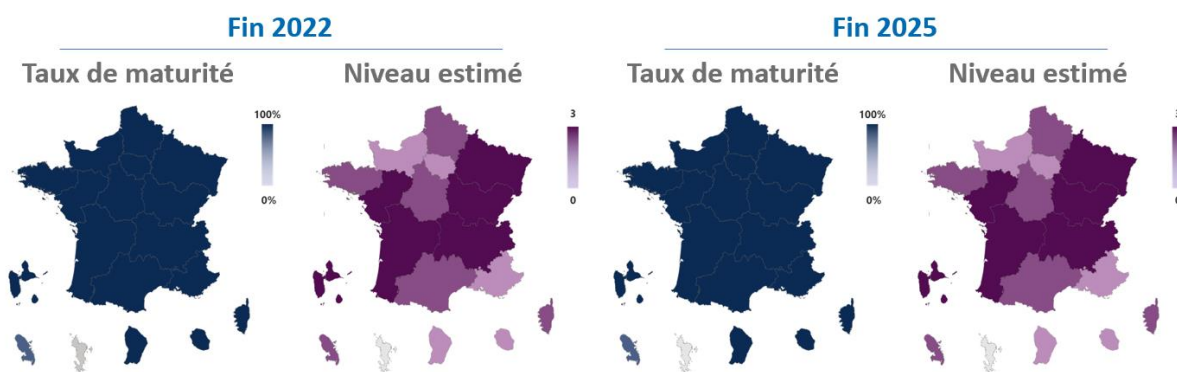 Fin 2022
Fin 2025
Taux de maturité
Niveau estimé
Taux de maturité
Niveau estimé
100%
3
100%
3
0%
0
0%